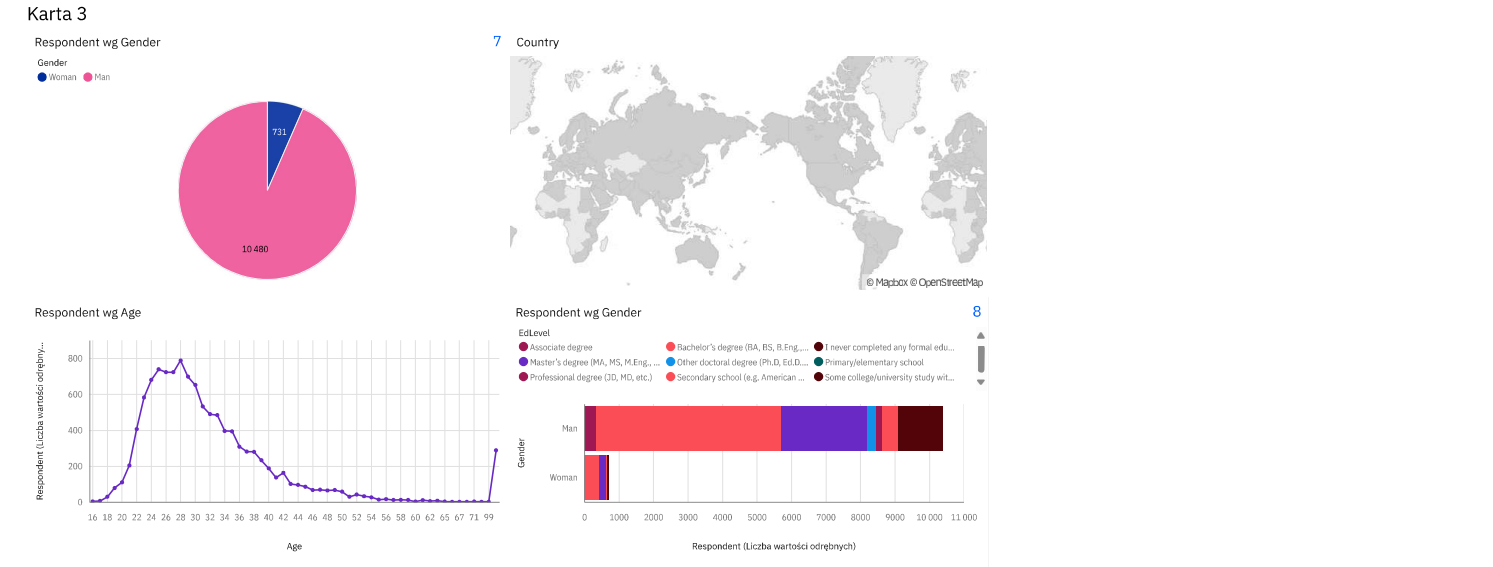 Karta 3
Respondent wg Gender
7
Gender
Woman Man
731
10 480
Country
© Mapbox © OpenStreetMap
Respondent wg Age
Respondent (Liczba wartości odrębny...
800
600
400
200
0
16 18 20 22 24 26 28 30 32 34 36 38 40 42 44 46 48 50 52 54 56 58 60 62 65 67 71 99
Age
Respondent wg Gender
8
EdLevel
Associate degree Bachelor's degree (BA, BS, B.Eng.,... I never completed any formal edu...
Master's degree (MA, MS, M.Eng., ... Other doctoral degree (Ph.D, Ed.D.... Primary/elementary school
Professional degree (JD, MD, etc.) Secondary school (e.g. American ... Some college/university study wit...
Gender
Man
Woman
0 1000 2000 3000 4000 5000 6000 7000 8000 9000 10 000 11 000
Respondent (Liczba wartości odrębnych)